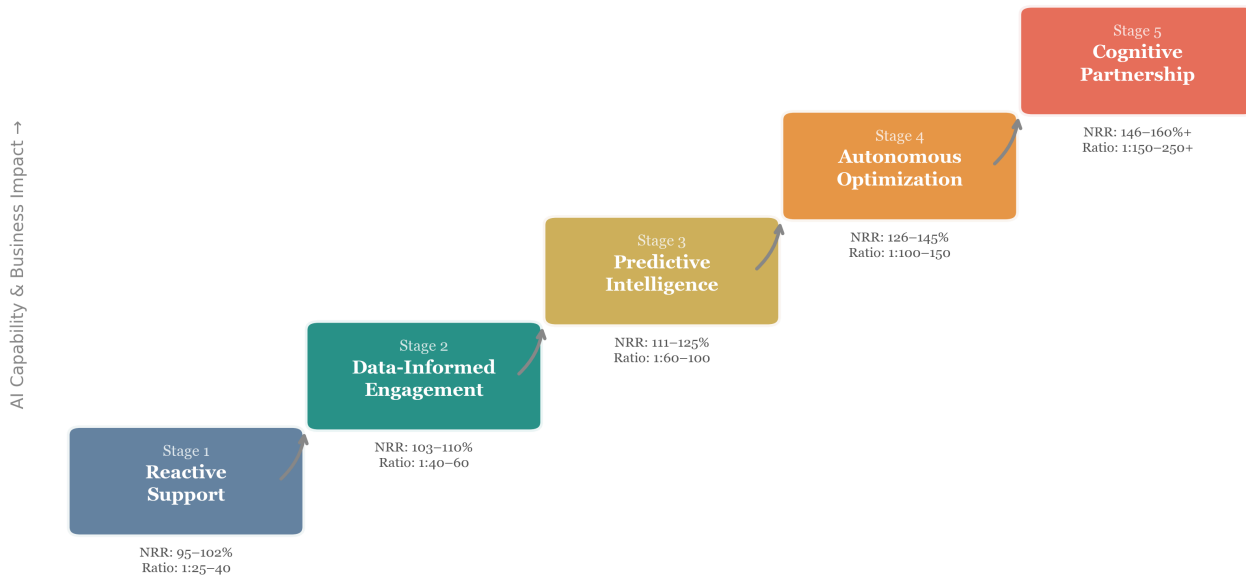 AI Capability & Business Impact →
Stage 1
Reactive
Support
NRR: 95–102%
Ratio: 1:25–40
Stage 2
Data-Informed
Engagement
NRR: 103–110%
Ratio: 1:40–60
Stage 3
Predictive
Intelligence
NRR: 111–125%
Ratio: 1:60–100
Stage 4
Autonomous
Optimization
NRR: 126–145%
Ratio: 1:100–150
Stage 5
Cognitive
Partnership
NRR: 146–160%+
Ratio: 1:150–250+